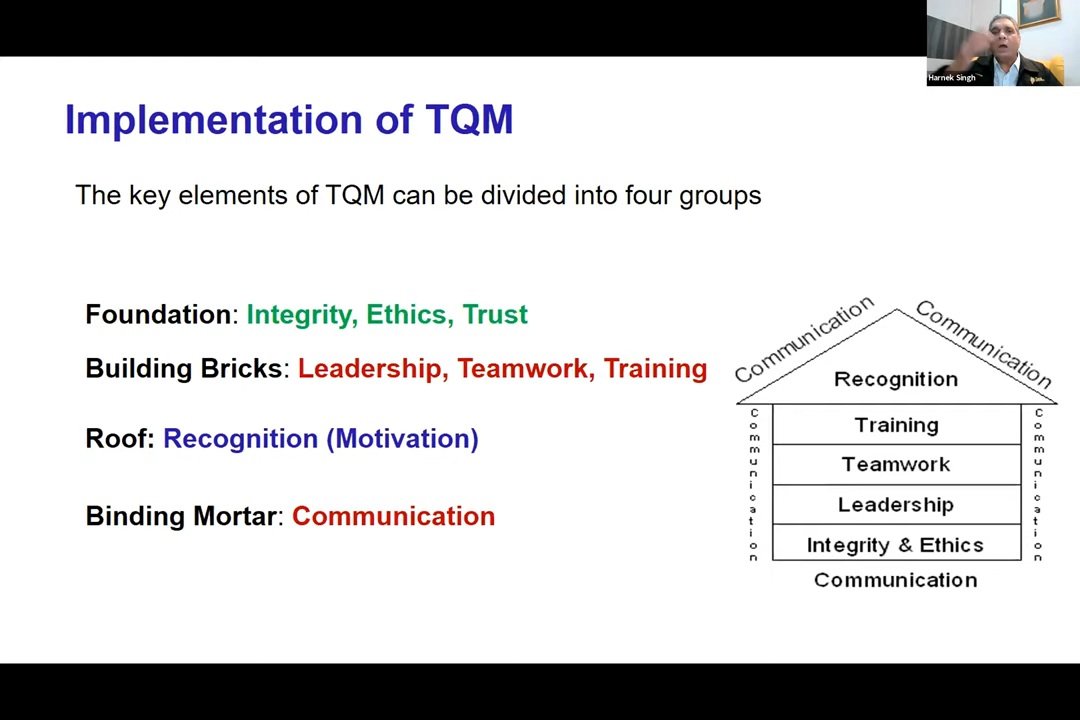 Harnek Singh
Implementation of TQM
The key elements of TQM can be divided into four groups
Foundation: Integrity, Ethics, Trust
Building Bricks: Leadership, Teamwork, Training
Roof: Recognition (Motivation)
Binding Mortar: Communication
Communication
Communication
Recognition
Communication
Communication
Training
Teamwork
Leadership
Integrity & Ethics
Communication